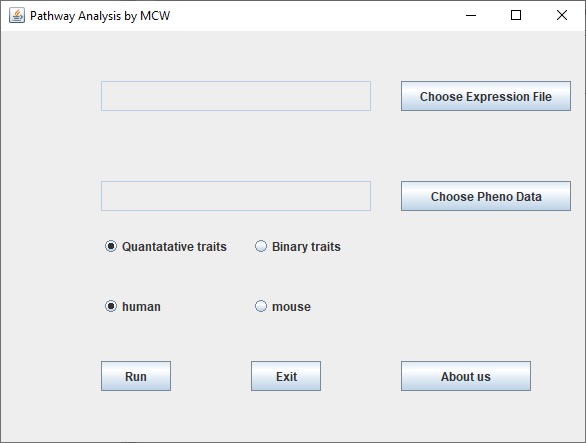 Pathway Analysis by MCW
Choose Expression File
Choose Pheno Data
Quantatative traits Binary traits
human mouse
Run Exit About us